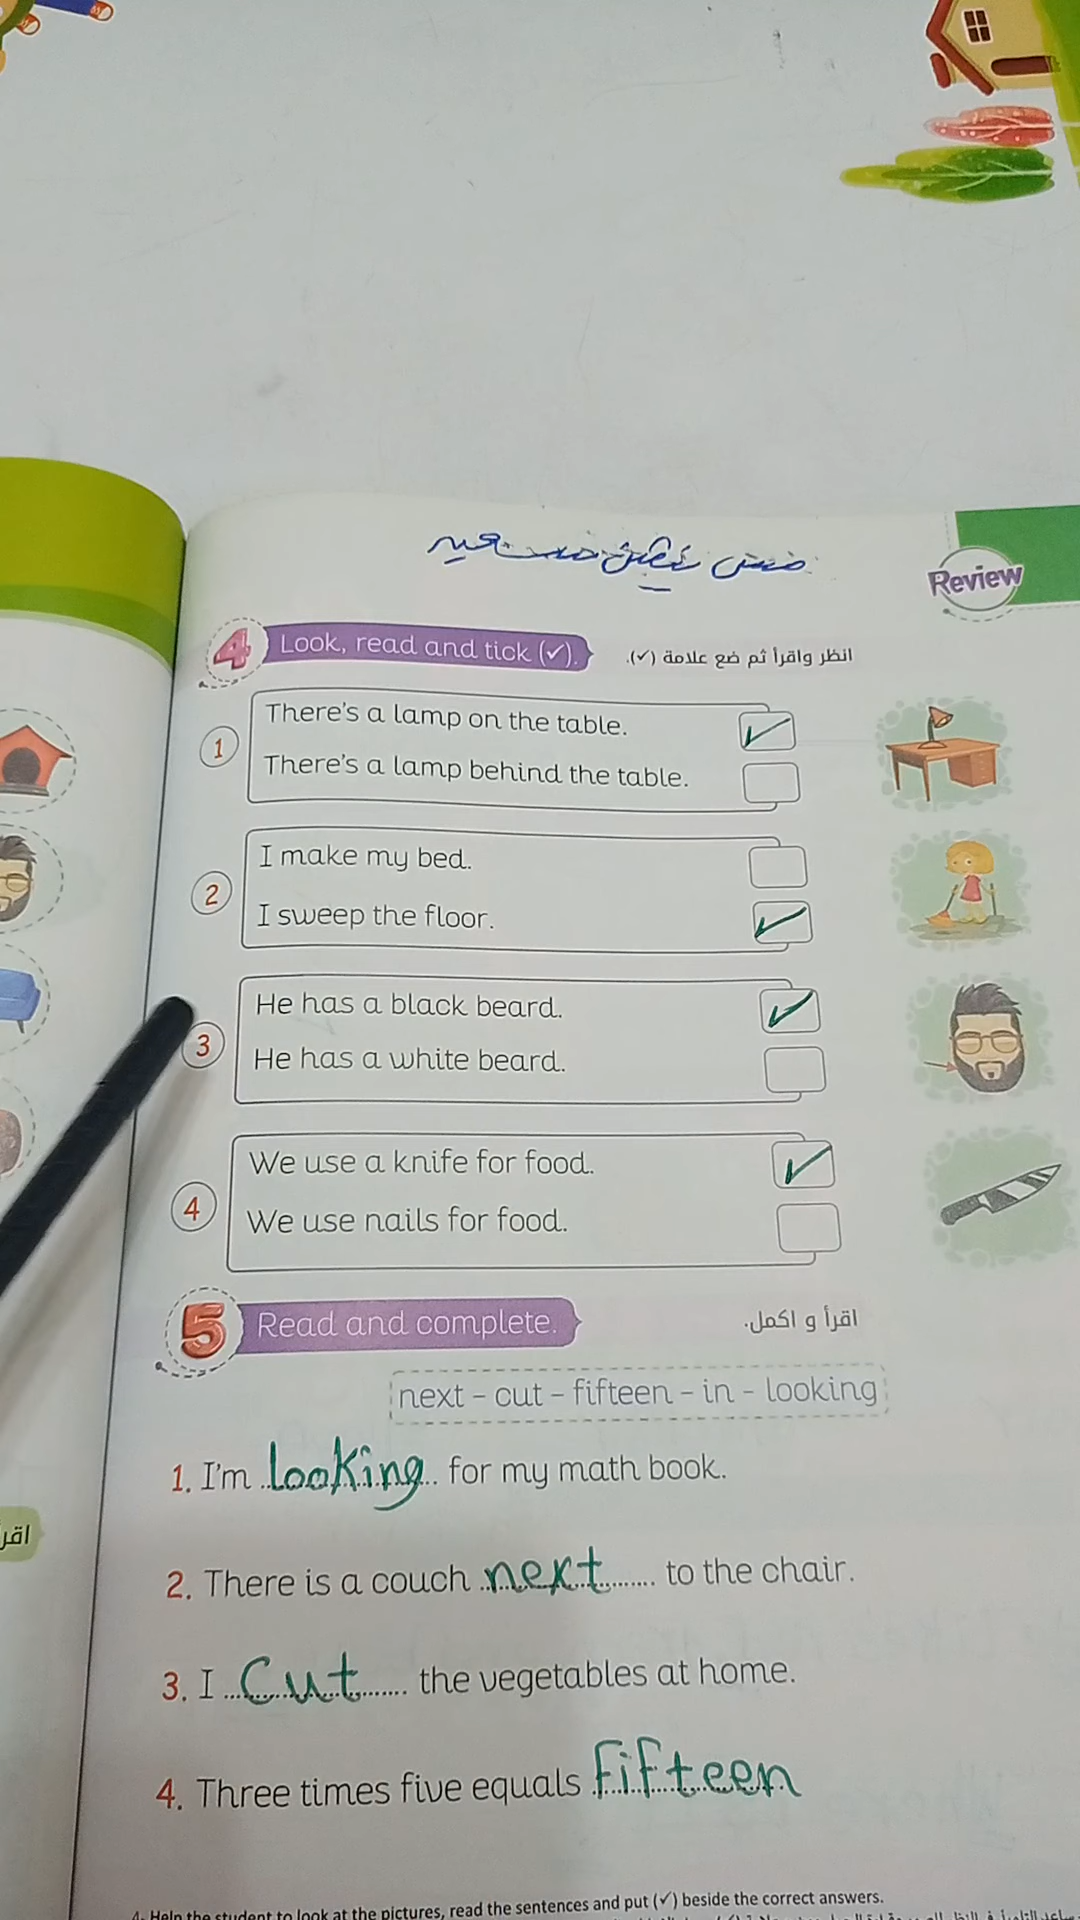 Review
4 Look, read and tick (✓). انظر واقرأ ثم ضع علامة (✓).
1
There's a lamp on the table. ✓
There's a lamp behind the table.
2
I make my bed.
I sweep the floor. ✓
3
He has a black beard. ✓
He has a white beard.
4
We use a knife for food. ✓
We use nails for food.
5 Read and complete. اقرأ و اكمل.
next – cut – fifteen – in – looking
1. I'm looking for my math book.
2. There is a couch next to the chair.
3. I cut the vegetables at home.
4. Three times five equals fifteen
4- Help the student to look at the pictures, read the sentences and put (✓) beside the correct answers.